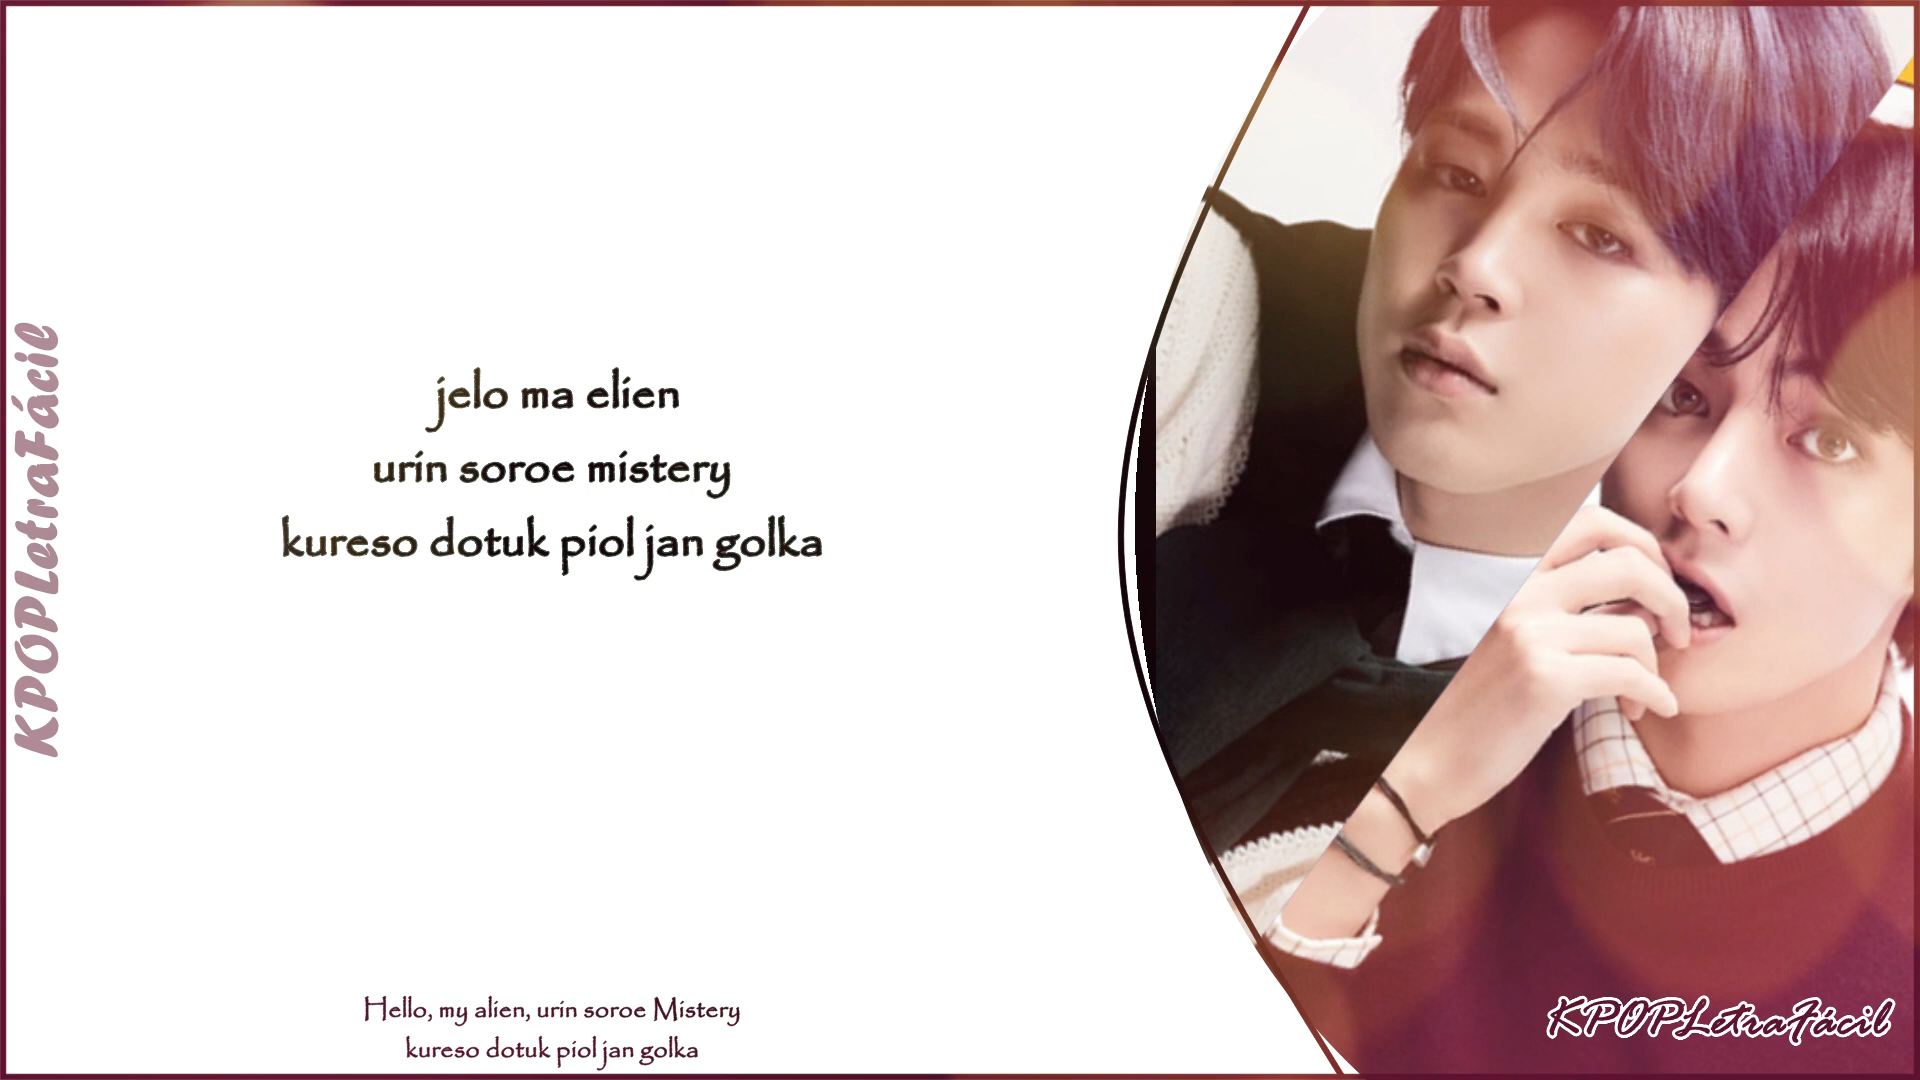 KPOPLetraFácil
jelo ma elien
urin soroe mistery
kureso dotuk piol jan golka
Hello, my alien, urin soroe Mistery
kureso dotuk piol jan golka
KPOPLetraFácil